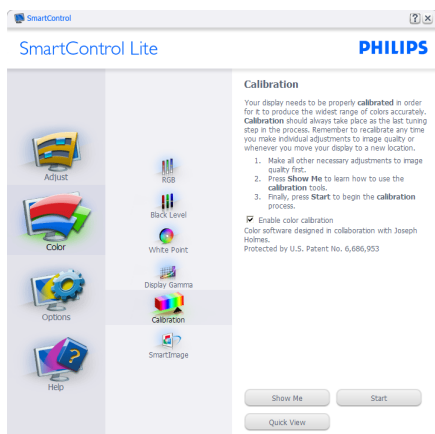 SmartControl
SmartControl Lite
PHILIPS
Adjust
Color
Options
Help
RGB
Black Level
White Point
Display Gamma
Calibration
SmartImage
Calibration
Your display needs to be properly calibrated in order
for it to produce the widest range of colors accurately.
Calibration should always take place as the last tuning
step in the process. Remember to recalibrate any time
you make individual adjustments to image quality or
whenever you move your display to a new location.
1. Make all other necessary adjustments to image
quality first.
2. Press Show Me to learn how to use the
calibration tools.
3. Finally, press Start to begin the calibration
process.
Enable color calibration
Color software designed in collaboration with Joseph
Holmes.
Protected by U.S. Patent No. 6,686,953
Show Me
Start
Quick View